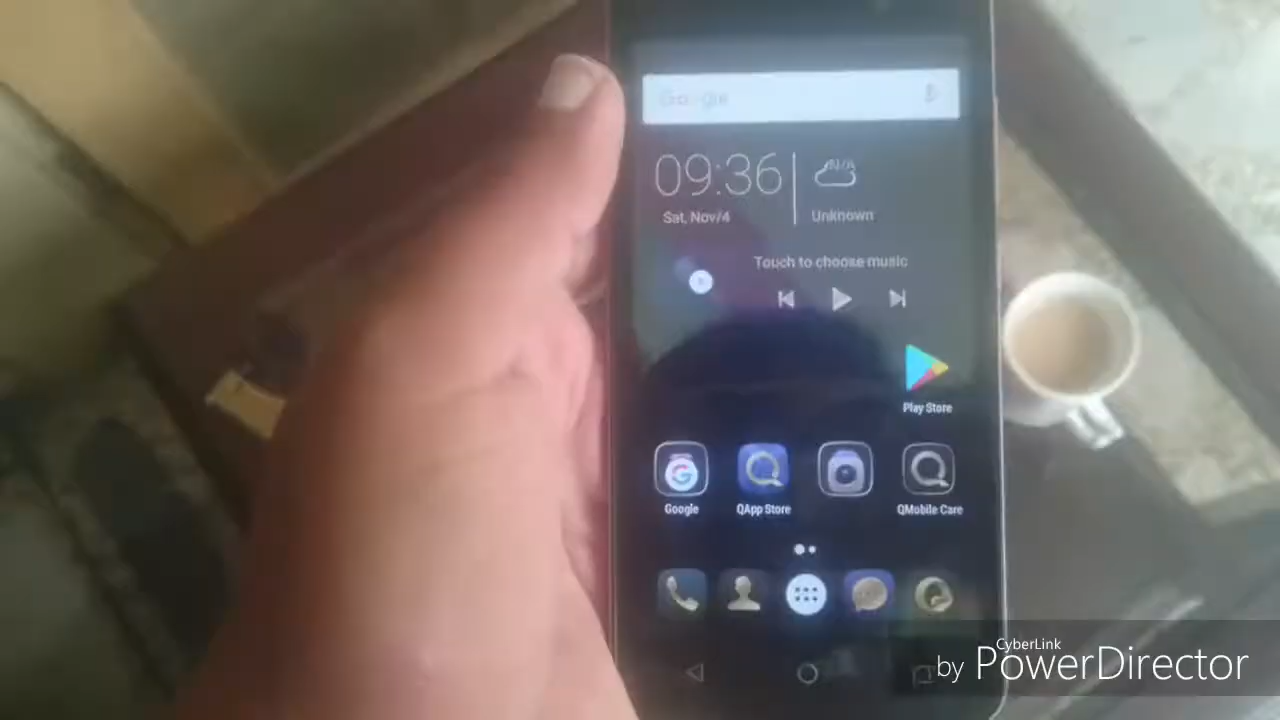 Google
09:36
N/A
Sat, Nov/4
Unknown
Touch to choose music
Play Store
Google
QApp Store
QMobile Care
CyberLink
by PowerDirector